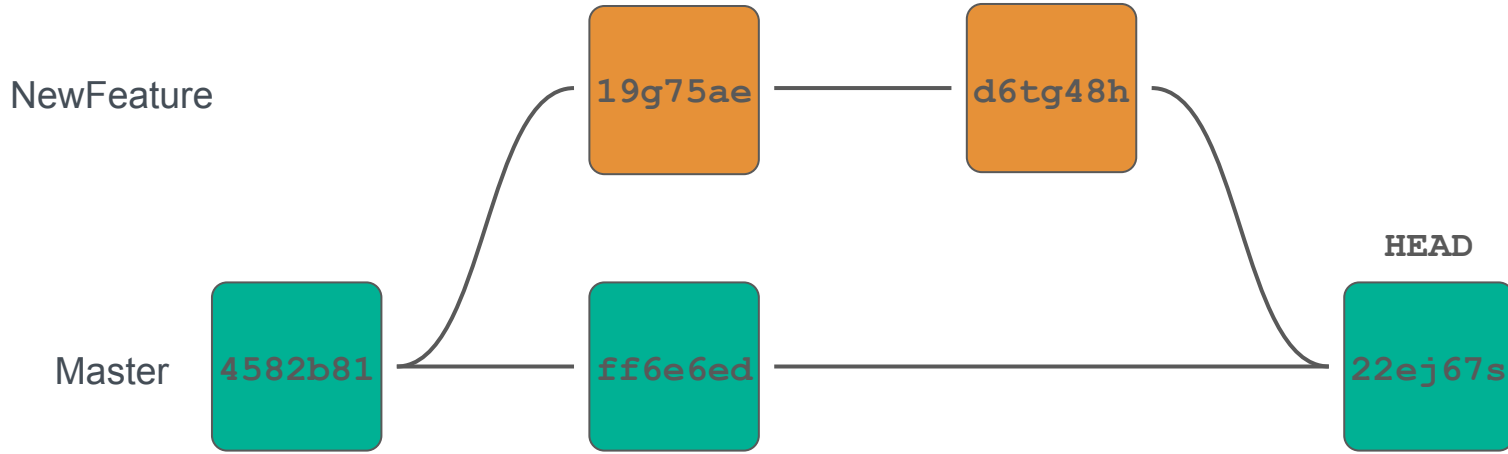 NewFeature
19g75ae
d6tg48h
HEAD
Master
4582b81
ff6e6ed
22ej67s